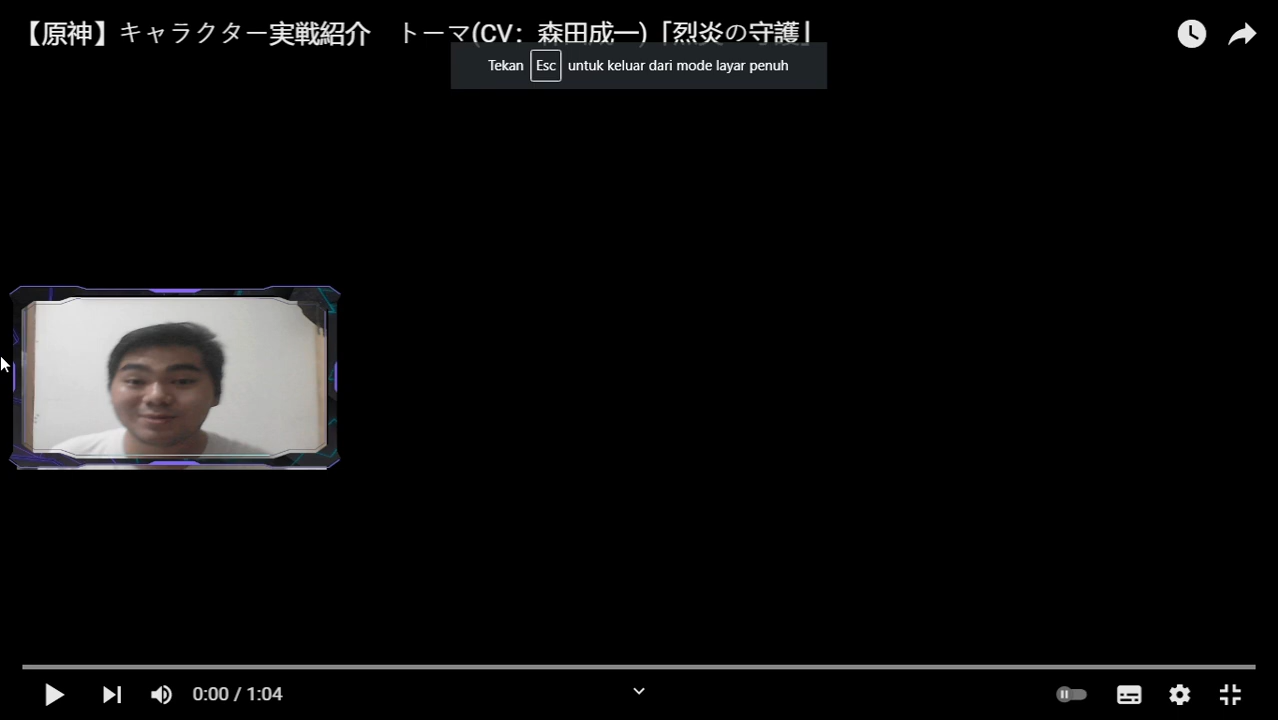 【原神】キャラクター実戦紹介　トーマ(CV：森田成一)「烈炎の守護」
Tekan Esc untuk keluar dari mode layar penuh
0:00 / 1:04